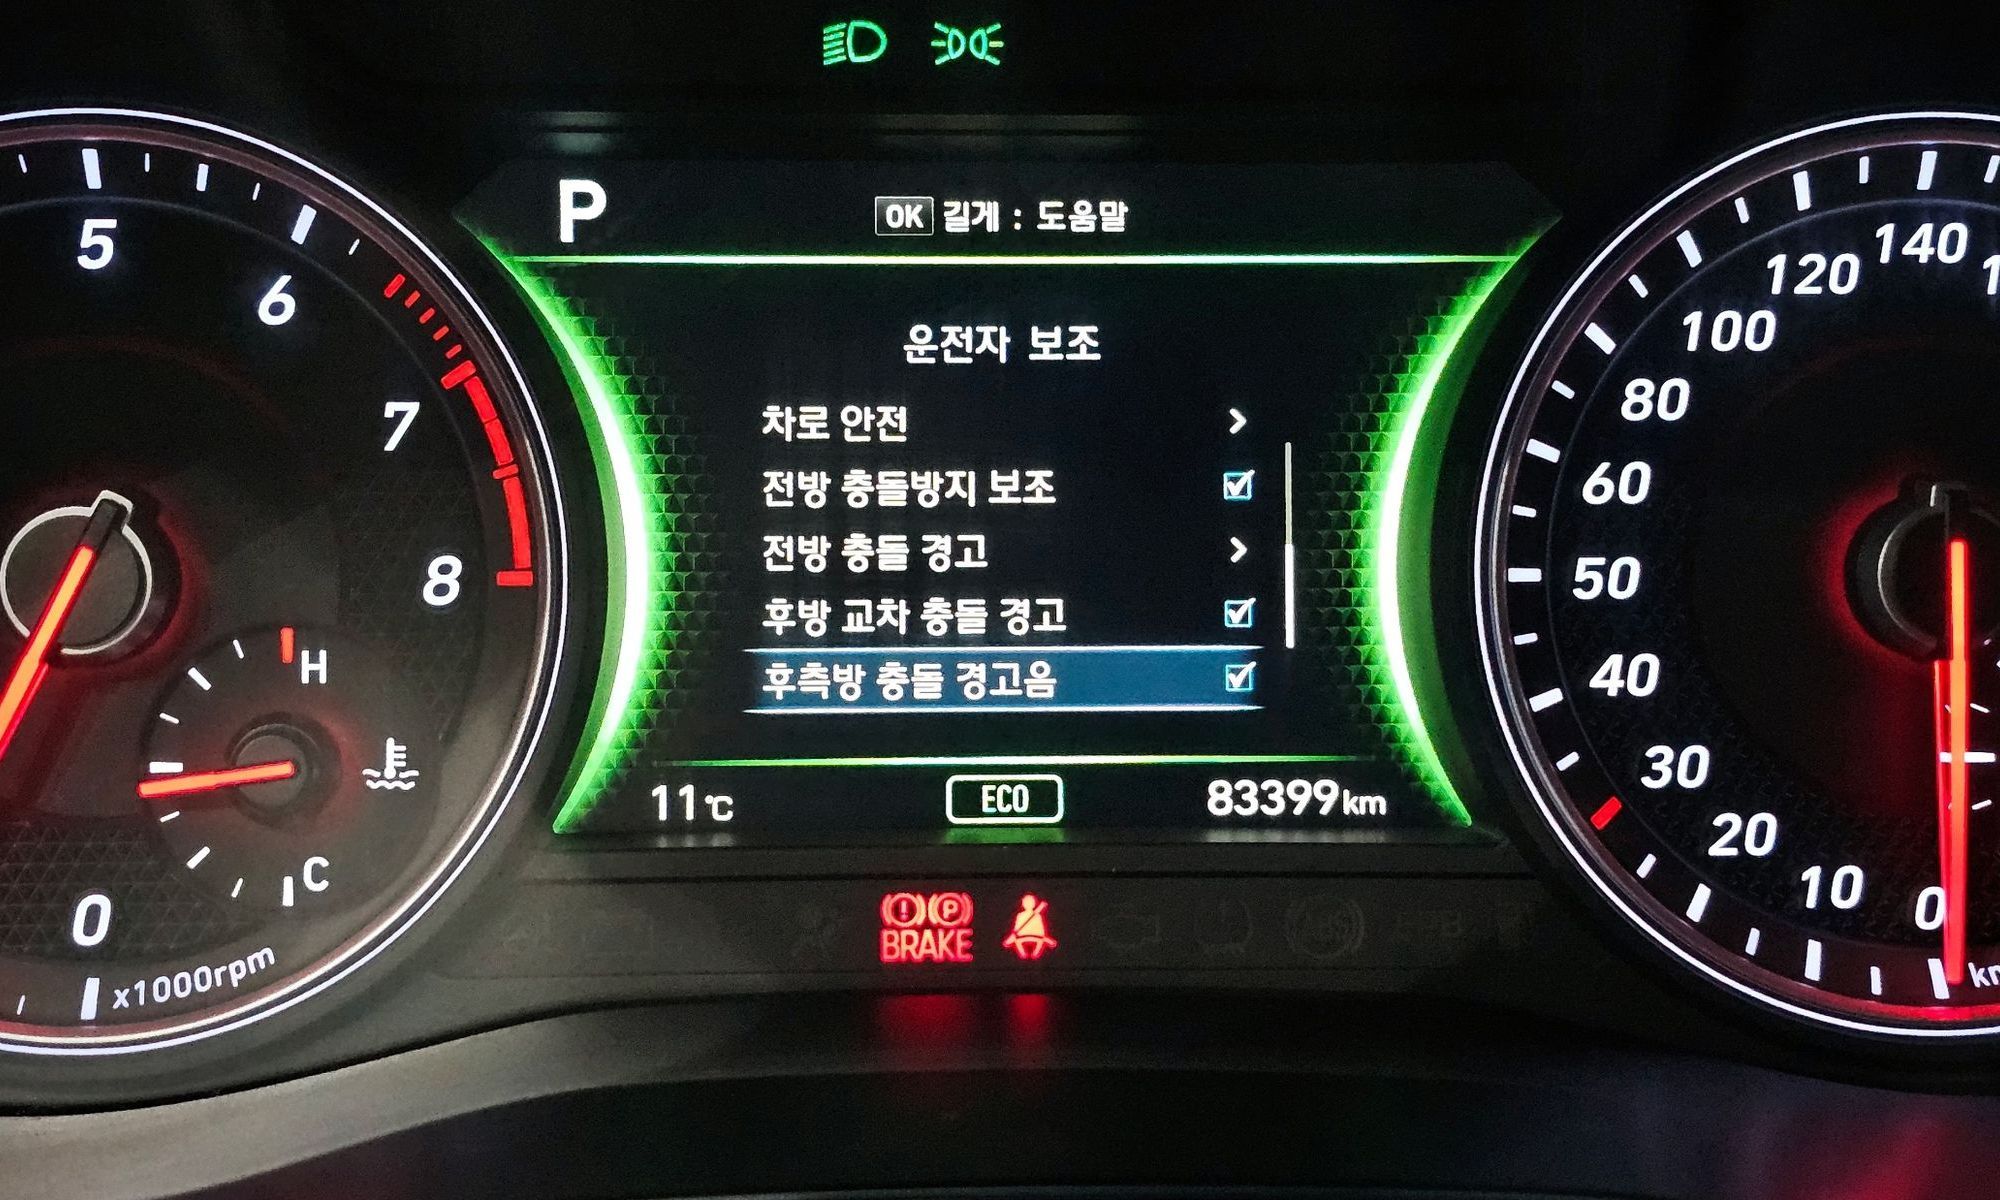 P
OK 길게 : 도움말
운전자 보조
차로 안전
전방 충돌방지 보조
전방 충돌 경고
후방 교차 충돌 경고
후측방 충돌 경고음
11℃
ECO
83399km
5
6
7
8
H
C
0
x1000rpm
BRAKE
140
120
100
80
60
50
40
30
20
10
0